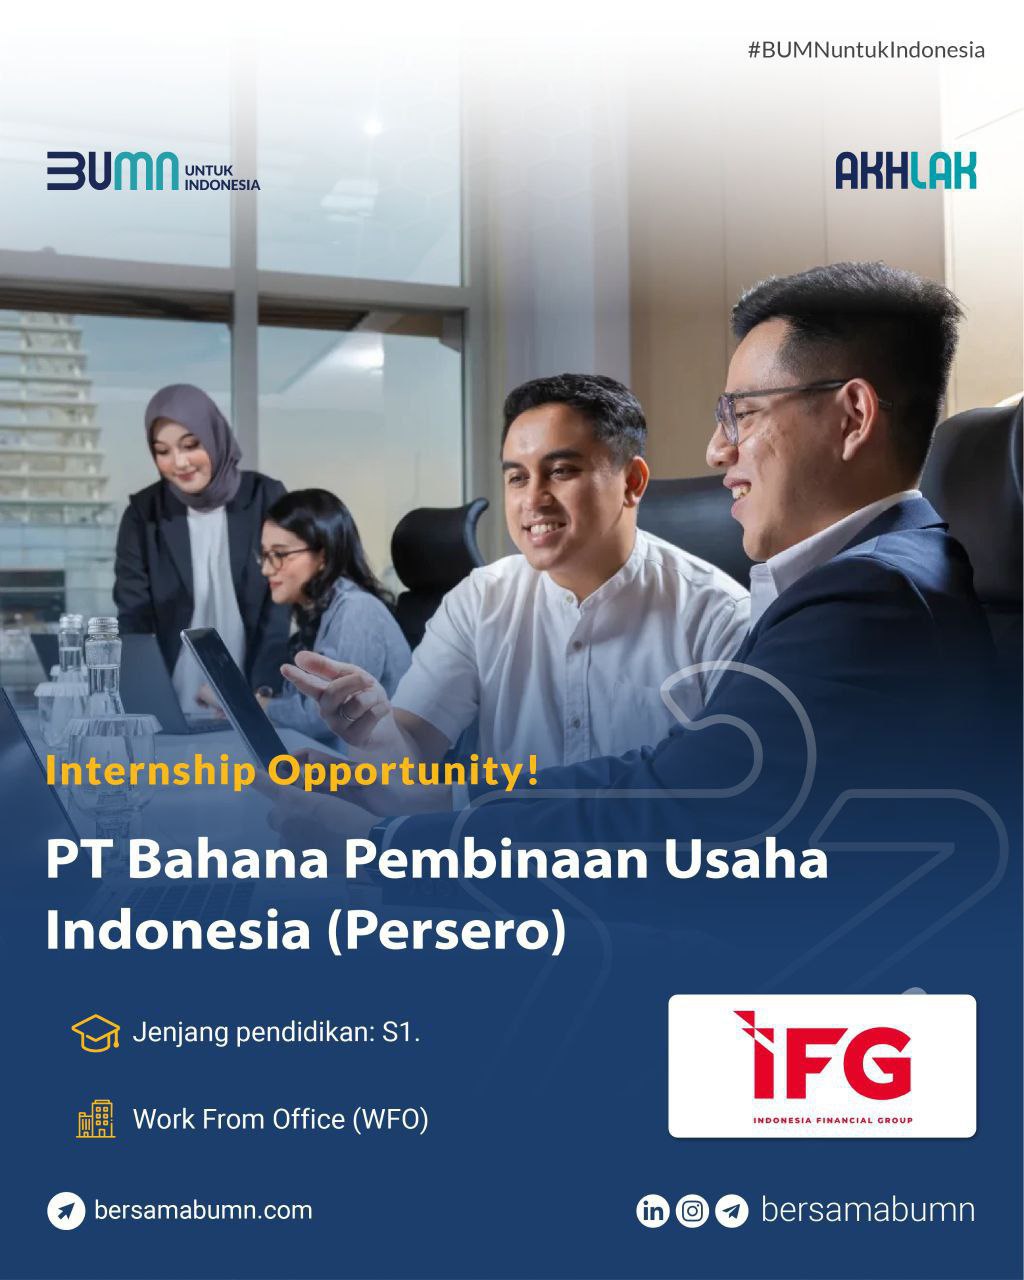 #BUMNuntukIndonesia
BUMN UNTUK
INDONESIA
AKHLAK
Internship Opportunity!
PT Bahana Pembinaan Usaha
Indonesia (Persero)
Jenjang pendidikan: S1.
IFG
INDONESIA FINANCIAL GROUP
Work From Office (WFO)
bersamabumn.com
in
bersamabumn